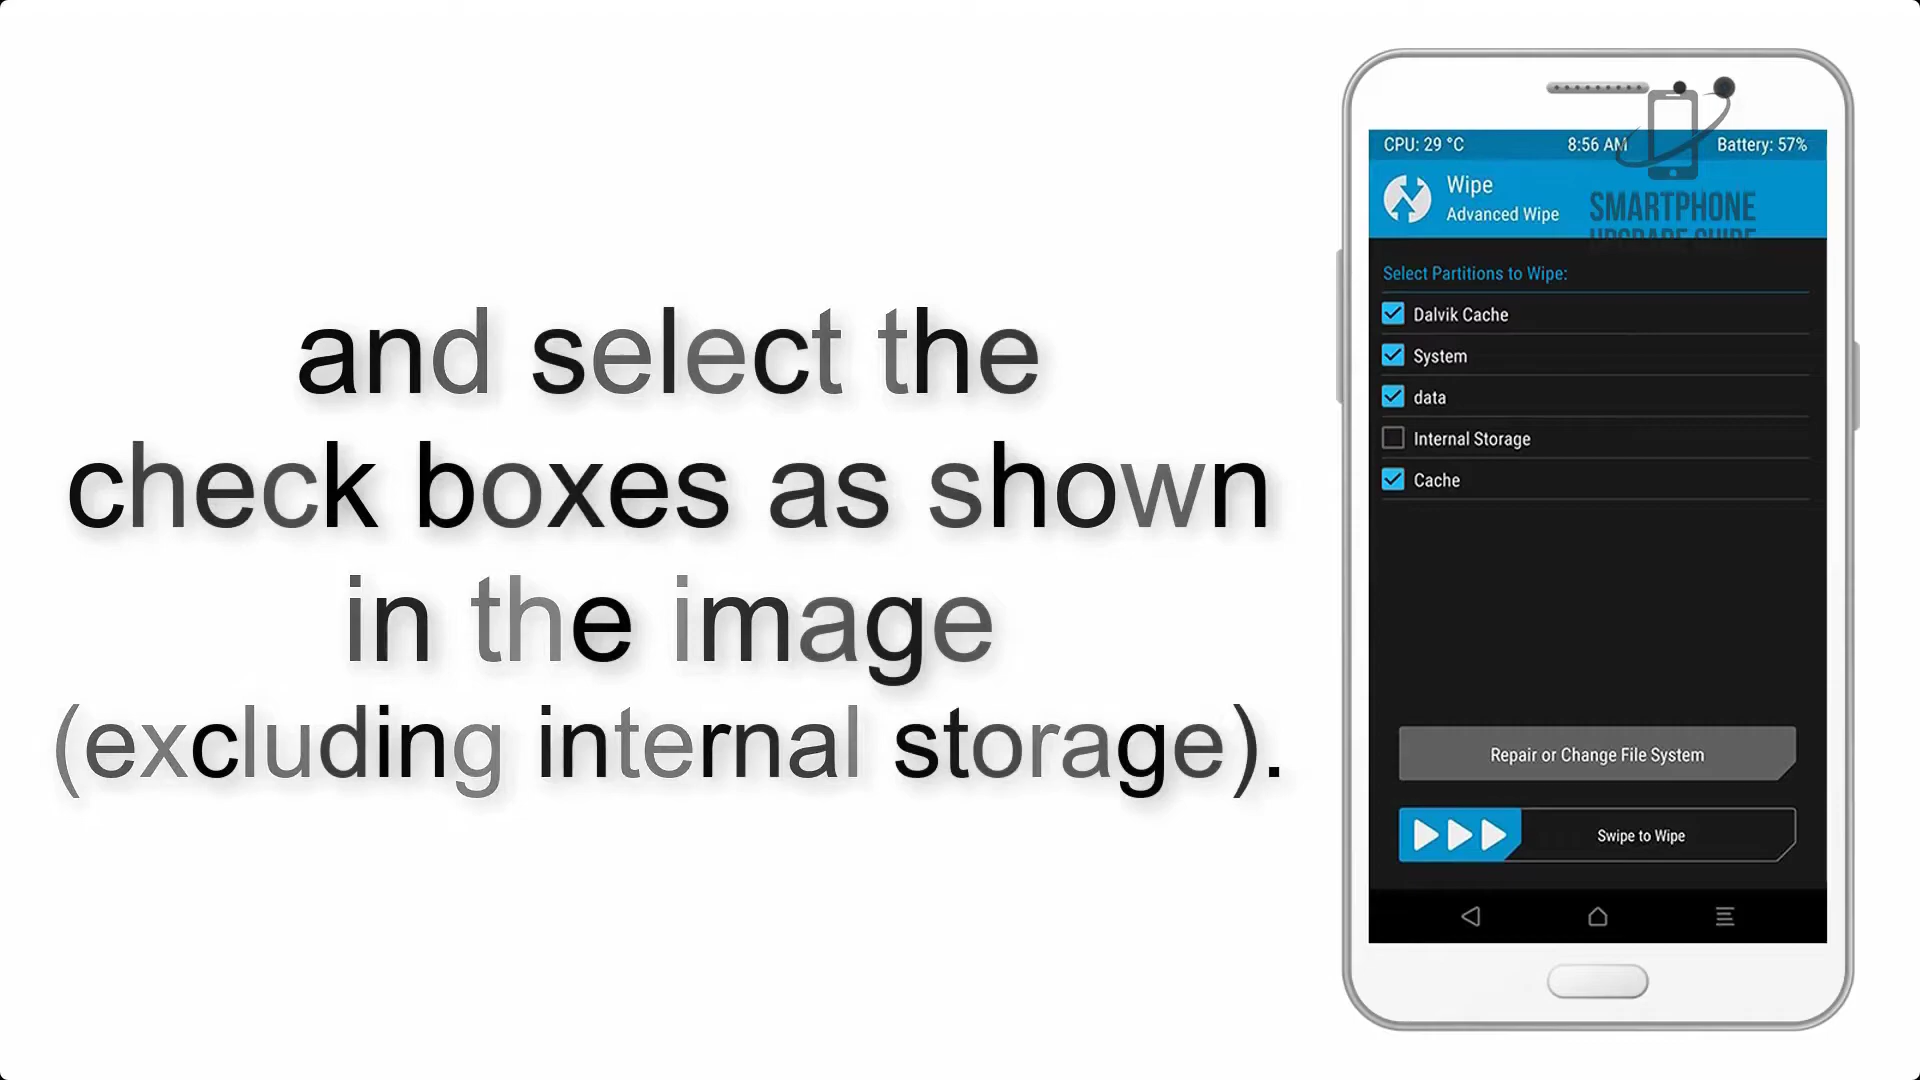 and select the
check boxes as shown
in the image
(excluding internal storage).
CPU: 29 °C 8:56 AM Battery: 57%
Wipe
Advanced Wipe
SMARTPHONE
UPGRADE GUIDE
Select Partitions to Wipe:
Dalvik Cache
System
data
Internal Storage
Cache
Repair or Change File System
Swipe to Wipe